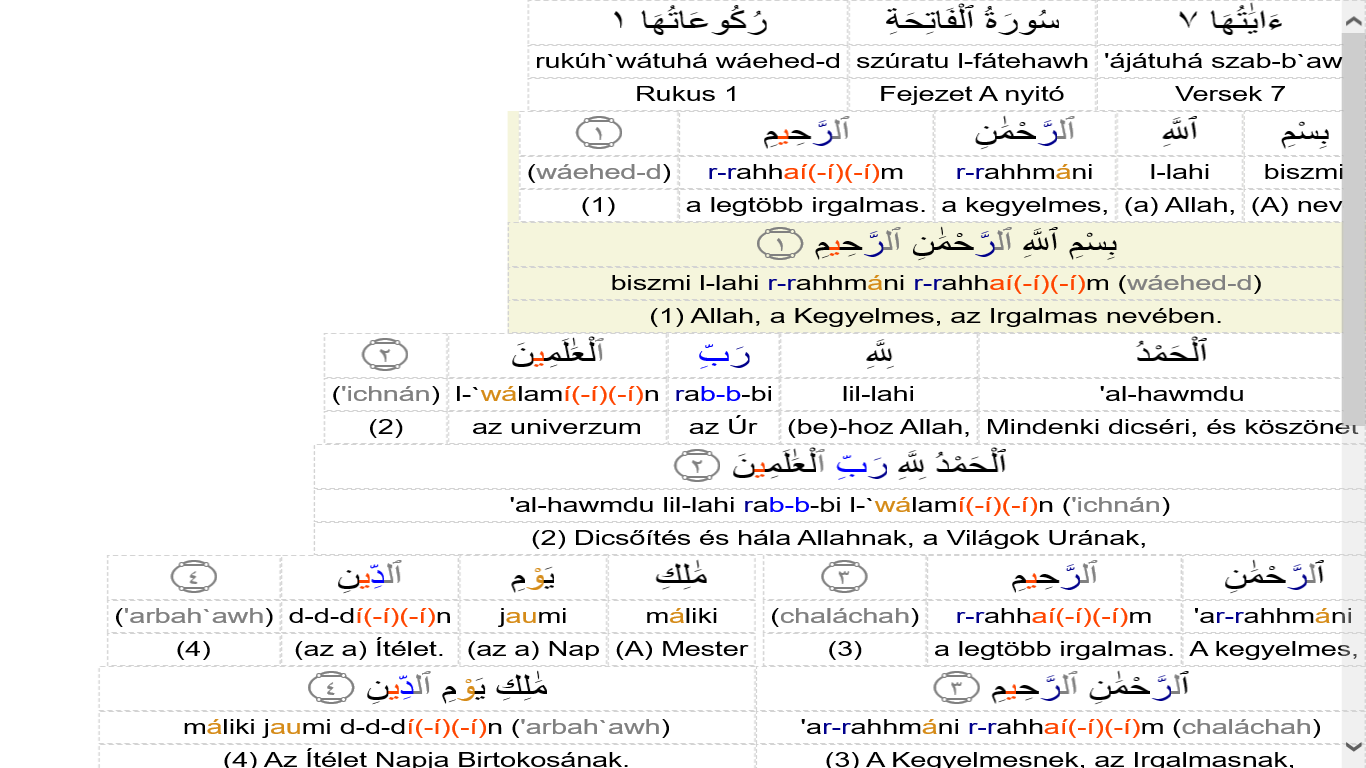 ءَايَٰتُهَا ٧ سُورَةُ ٱلْفَاتِحَةِ رُكُوعَاتُهَا ١
'ájátuhá szab-b`aw szúratu l-fátehawh rukúh`wátuhá wáehed-d
Versek 7 Fejezet A nyitó Rukus 1
بِسْمِ ٱللَّهِ ٱلرَّحْمَٰنِ ٱلرَّحِيمِ ١
biszmi l-lahi r-rahhmáni r-rahhaí(-í)(-í)m (wáehed-d)
(A) nev (a) Allah, a kegyelmes, a legtöbb irgalmas. (1)
بِسْمِ ٱللَّهِ ٱلرَّحْمَٰنِ ٱلرَّحِيمِ ١
biszmi l-lahi r-rahhmáni r-rahhaí(-í)(-í)m (wáehed-d)
(1) Allah, a Kegyelmes, az Irgalmas nevében.
ٱلْحَمْدُ لِلَّهِ رَبِّ ٱلْعَٰلَمِينَ ٢
'al-hawmdu lil-lahi rab-b-bi l-`wálamí(-í)(-í)n ('ichnán)
Mindenki dicséri, és köszönet (be)-hoz Allah, az Úr az univerzum (2)
ٱلْحَمْدُ لِلَّهِ رَبِّ ٱلْعَٰلَمِينَ ٢
'al-hawmdu lil-lahi rab-b-bi l-`wálamí(-í)(-í)n ('ichnán)
(2) Dicsőítés és hála Allahnak, a Világok Urának,
ٱلرَّحْمَٰنِ ٱلرَّحِيمِ ٣ مَٰلِكِ يَوْمِ ٱلدِّينِ ٤
'ar-rahhmáni r-rahhaí(-í)(-í)m (chaláchah) máliki jaumi d-d-dí(-í)(-í)n ('arbah`awh)
A kegyelmes, a legtöbb irgalmas. (3) (A) Mester (az a) Nap (az a) Ítélet. (4)
ٱلرَّحْمَٰنِ ٱلرَّحِيمِ ٣ مَٰلِكِ يَوْمِ ٱلدِّينِ ٤
'ar-rahhmáni r-rahhaí(-í)(-í)m (chaláchah) máliki jaumi d-d-dí(-í)(-í)n ('arbah`awh)
(3) A Kegyelmesnek, az Irgalmasnak, (4) Az Ítélet Napja Birtokosának.